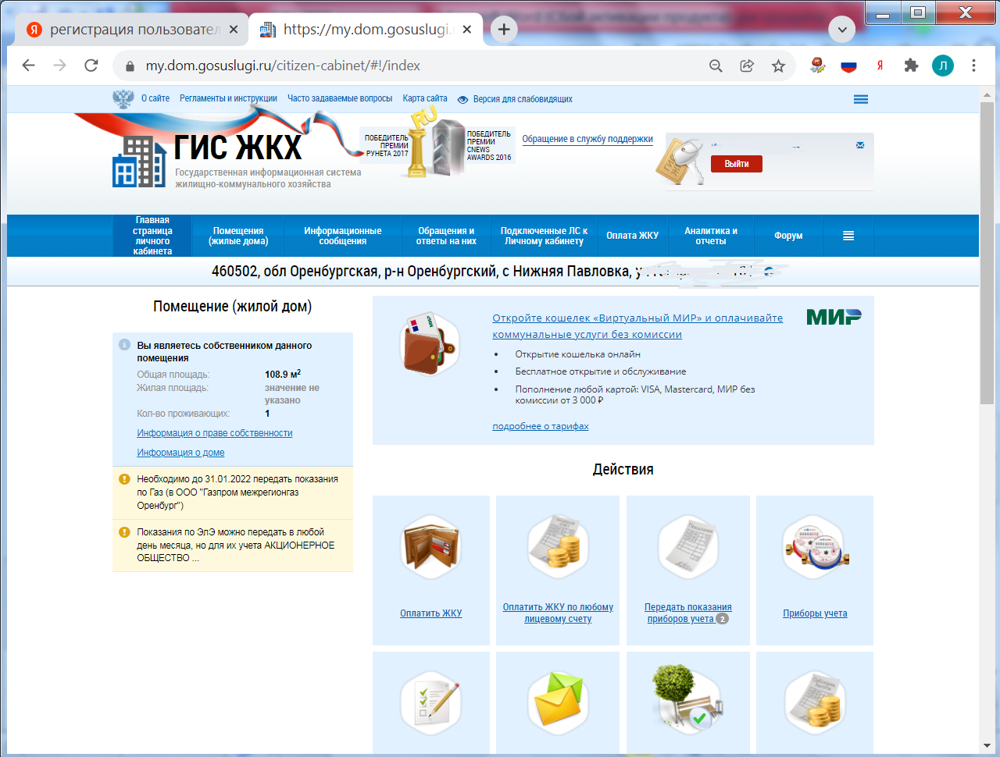 регистрация пользовател
https://my.dom.gosuslugi.
my.dom.gosuslugi.ru/citizen-cabinet/#!/index
Я
Л
О сайте Регламенты и инструкции Часто задаваемые вопросы Карта сайта Версия для слабовидящих
ГИС ЖКХ
Государственная информационная система
жилищно-коммунального хозяйства
ПОБЕДИТЕЛЬ
ПРЕМИИ
РУНЕТА 2017
RU
ПОБЕДИТЕЛЬ
ПРЕМИИ
CNEWS
AWARDS 2016
Обращение в службу поддержки
Выйти
Главная
страница
личного
кабинета
Помещения
(жилые дома)
Информационные
сообщения
Обращения и
ответы на них
Подключенные ЛС к
Личному кабинету
Оплата ЖКУ
Аналитика и
отчеты
Форум
460502, обл Оренбургская, р-н Оренбургский, с Нижняя Павловка,
Помещение (жилой дом)
Вы являетесь собственником данного
помещения
Общая площадь: 108.9 м²
Жилая площадь: значение не
указано
Кол-во проживающих: 1
Информация о праве собственности
Информация о доме
Необходимо до 31.01.2022 передать показания
по Газ (в ООО "Газпром межрегионгаз
Оренбург")
Показания по ЭлЭ можно передать в любой
день месяца, но для их учета АКЦИОНЕРНОЕ
ОБЩЕСТВО ...
Откройте кошелек «Виртуальный МИР» и оплачивайте
коммунальные услуги без комиссии
• Открытие кошелька онлайн
• Бесплатное открытие и обслуживание
• Пополнение любой картой: VISA, Mastercard, МИР без
комиссии от 3 000 ₽
подробнее о тарифах
МИР
Действия
Оплатить ЖКУ
Оплатить ЖКУ по любому
лицевому счету
Показания
Передать показания
приборов учета 2
Приборы учета